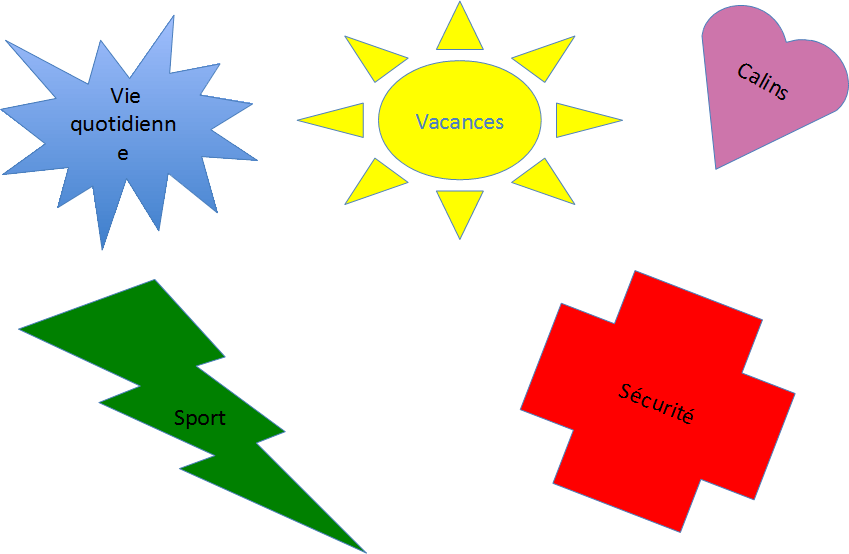 Vie
quotidienn
e
Vacances
Calins
Sport
Sécurité